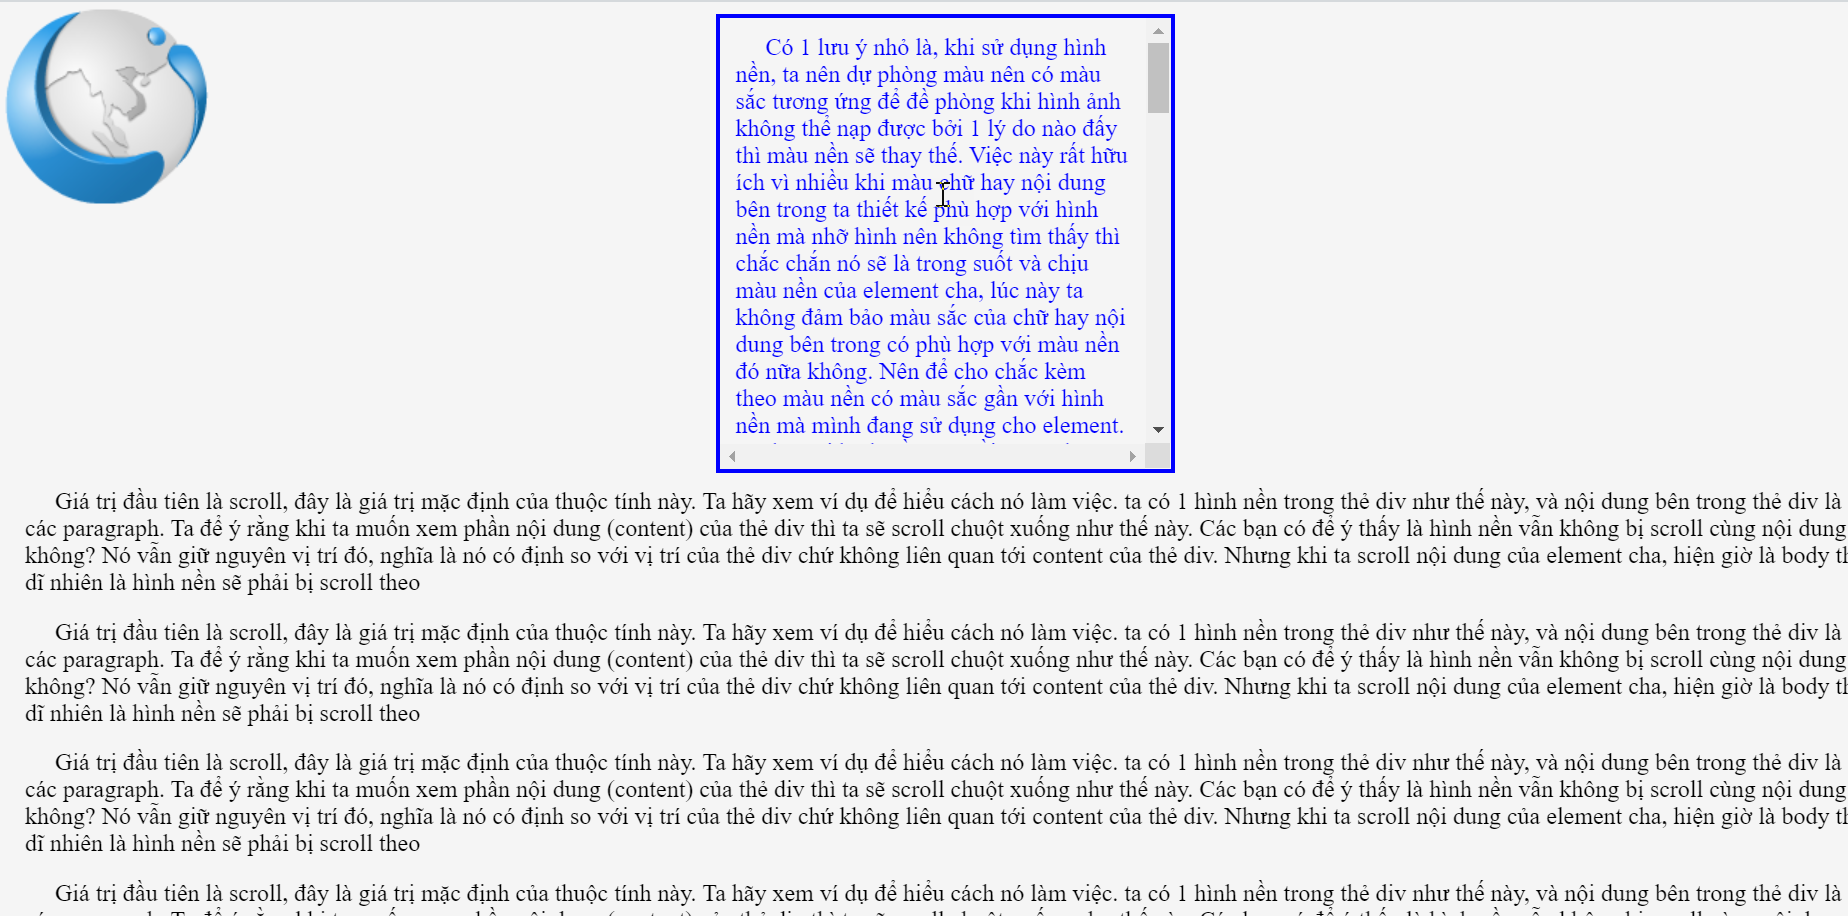 Có 1 lưu ý nhỏ là, khi sử dụng hình
nền, ta nên dự phòng màu nên có màu
sắc tương ứng để đề phòng khi hình ảnh
không thể nạp được bởi 1 lý do nào đấy
thì màu nền sẽ thay thế. Việc này rất hữu
ích vì nhiều khi màu chữ hay nội dung
bên trong ta thiết kế phù hợp với hình
nền mà nhỡ hình nên không tìm thấy thì
chắc chắn nó sẽ là trong suốt và chịu
màu nền của element cha, lúc này ta
không đảm bảo màu sắc của chữ hay nội
dung bên trong có phù hợp với màu nền
đó nữa không. Nên để cho chắc kèm
theo màu nền có màu sắc gần với hình
nền mà mình đang sử dụng cho element.
Giá trị đầu tiên là scroll, đây là giá trị mặc định của thuộc tính này. Ta hãy xem ví dụ để hiểu cách nó làm việc. ta có 1 hình nền trong thẻ div như thế này, và nội dung bên trong thẻ div là
các paragraph. Ta để ý rằng khi ta muốn xem phần nội dung (content) của thẻ div thì ta sẽ scroll chuột xuống như thế này. Các bạn có để ý thấy là hình nền vẫn không bị scroll cùng nội dung
không? Nó vẫn giữ nguyên vị trí đó, nghĩa là nó có định so với vị trí của thẻ div chứ không liên quan tới content của thẻ div. Nhưng khi ta scroll nội dung của element cha, hiện giờ là body
dĩ nhiên là hình nền sẽ phải bị scroll theo
Giá trị đầu tiên là scroll, đây là giá trị mặc định của thuộc tính này. Ta hãy xem ví dụ để hiểu cách nó làm việc. ta có 1 hình nền trong thẻ div như thế này, và nội dung bên trong thẻ div là
các paragraph. Ta để ý rằng khi ta muốn xem phần nội dung (content) của thẻ div thì ta sẽ scroll chuột xuống như thế này. Các bạn có để ý thấy là hình nền vẫn không bị scroll cùng nội dung
không? Nó vẫn giữ nguyên vị trí đó, nghĩa là nó có định so với vị trí của thẻ div chứ không liên quan tới content của thẻ div. Nhưng khi ta scroll nội dung của element cha, hiện giờ là body
dĩ nhiên là hình nền sẽ phải bị scroll theo
Giá trị đầu tiên là scroll, đây là giá trị mặc định của thuộc tính này. Ta hãy xem ví dụ để hiểu cách nó làm việc. ta có 1 hình nền trong thẻ div như thế này, và nội dung bên trong thẻ div là
các paragraph. Ta để ý rằng khi ta muốn xem phần nội dung (content) của thẻ div thì ta sẽ scroll chuột xuống như thế này. Các bạn có để ý thấy là hình nền vẫn không bị scroll cùng nội dung
không? Nó vẫn giữ nguyên vị trí đó, nghĩa là nó có định so với vị trí của thẻ div chứ không liên quan tới content của thẻ div. Nhưng khi ta scroll nội dung của element cha, hiện giờ là body
dĩ nhiên là hình nền sẽ phải bị scroll theo
Giá trị đầu tiên là scroll, đây là giá trị mặc định của thuộc tính này. Ta hãy xem ví dụ để hiểu cách nó làm việc. ta có 1 hình nền trong thẻ div như thế này, và nội dung bên trong thẻ div là